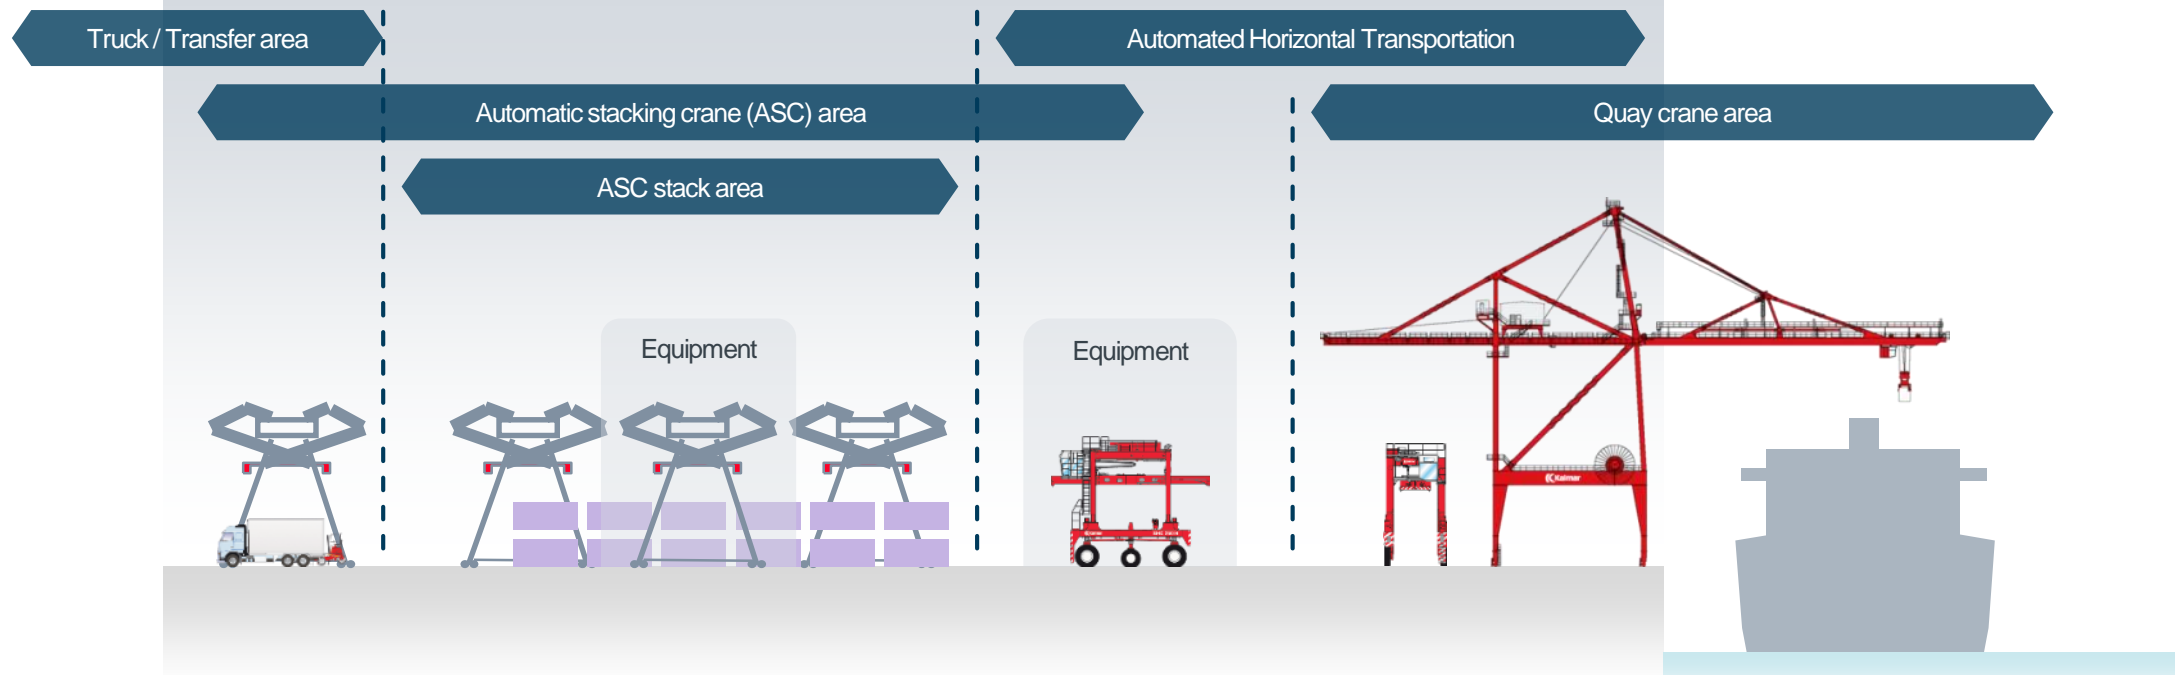 Truck / Transfer area
Automated Horizontal Transportation
Automatic stacking crane (ASC) area
Quay crane area
ASC stack area
Equipment
Equipment
Kalmar